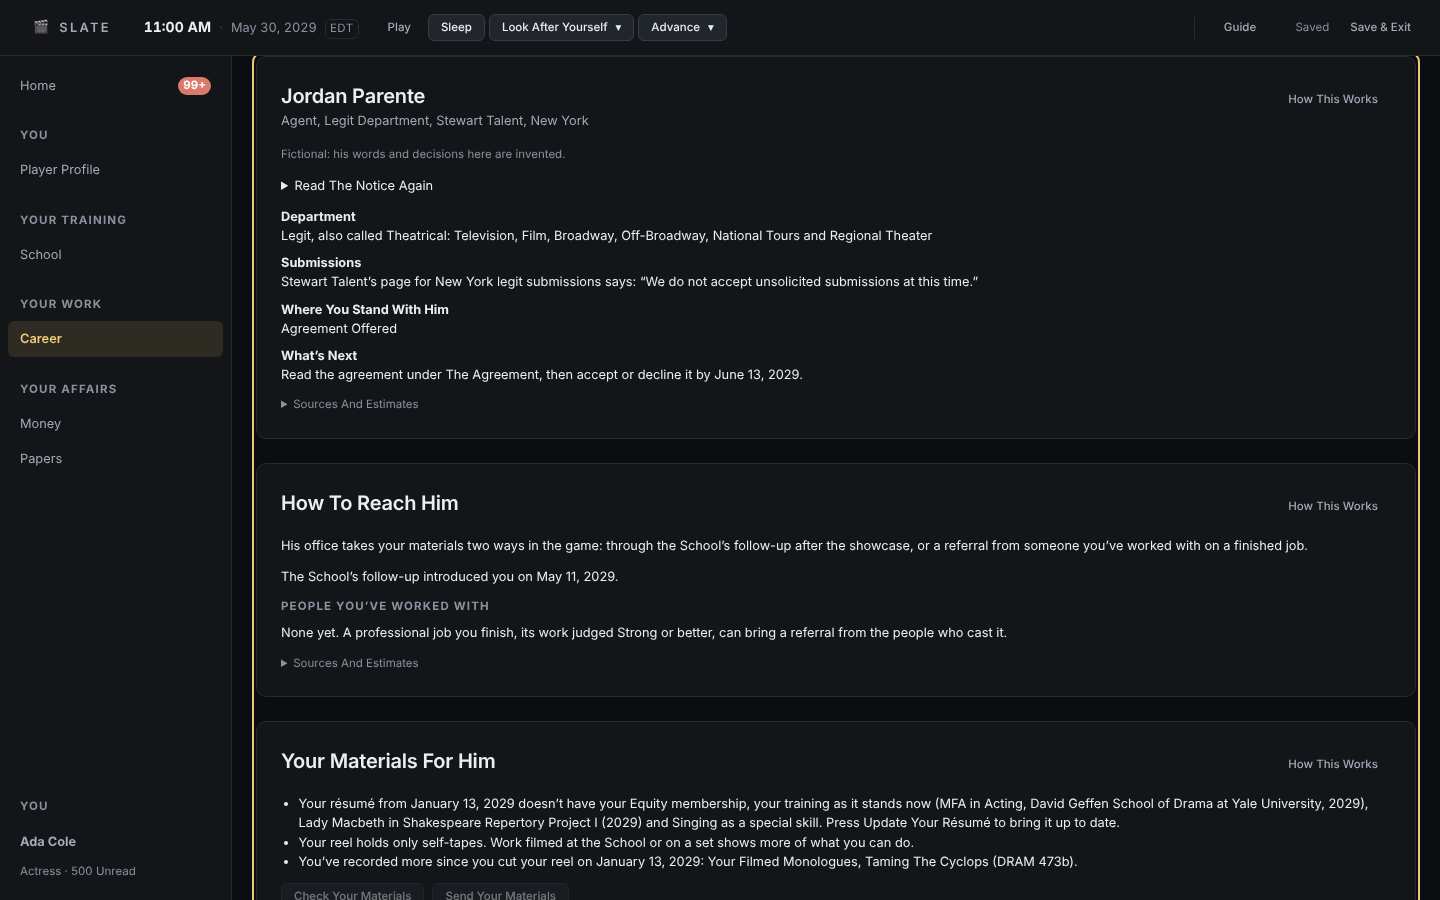 SLATE 11:00 AM · May 30, 2029 EDT Play Sleep Look After Yourself ▾ Advance ▾ Guide Saved Save & Exit
Home 99+
YOU
Player Profile
YOUR TRAINING
School
YOUR WORK
Career
YOUR AFFAIRS
Money
Papers
YOU
Ada Cole
Actress · 500 Unread
Jordan Parente
How This Works
Agent, Legit Department, Stewart Talent, New York
Fictional: his words and decisions here are invented.
▶ Read The Notice Again
Department
Legit, also called Theatrical: Television, Film, Broadway, Off-Broadway, National Tours and Regional Theater
Submissions
Stewart Talent’s page for New York legit submissions says: “We do not accept unsolicited submissions at this time.”
Where You Stand With Him
Agreement Offered
What’s Next
Read the agreement under The Agreement, then accept or decline it by June 13, 2029.
▶ Sources And Estimates
How To Reach Him
How This Works
His office takes your materials two ways in the game: through the School’s follow-up after the showcase, or a referral from someone you’ve worked with on a finished job.
The School’s follow-up introduced you on May 11, 2029.
PEOPLE YOU’VE WORKED WITH
None yet. A professional job you finish, its work judged Strong or better, can bring a referral from the people who cast it.
▶ Sources And Estimates
Your Materials For Him
How This Works
• Your résumé from January 13, 2029 doesn’t have your Equity membership, your training as it stands now (MFA in Acting, David Geffen School of Drama at Yale University, 2029),
Lady Macbeth in Shakespeare Repertory Project I (2029) and Singing as a special skill. Press Update Your Résumé to bring it up to date.
• Your reel holds only self-tapes. Work filmed at the School or on a set shows more of what you can do.
• You’ve recorded more since you cut your reel on January 13, 2029: Your Filmed Monologues, Taming The Cyclops (DRAM 473b).
Check Your Materials Send Your Materials